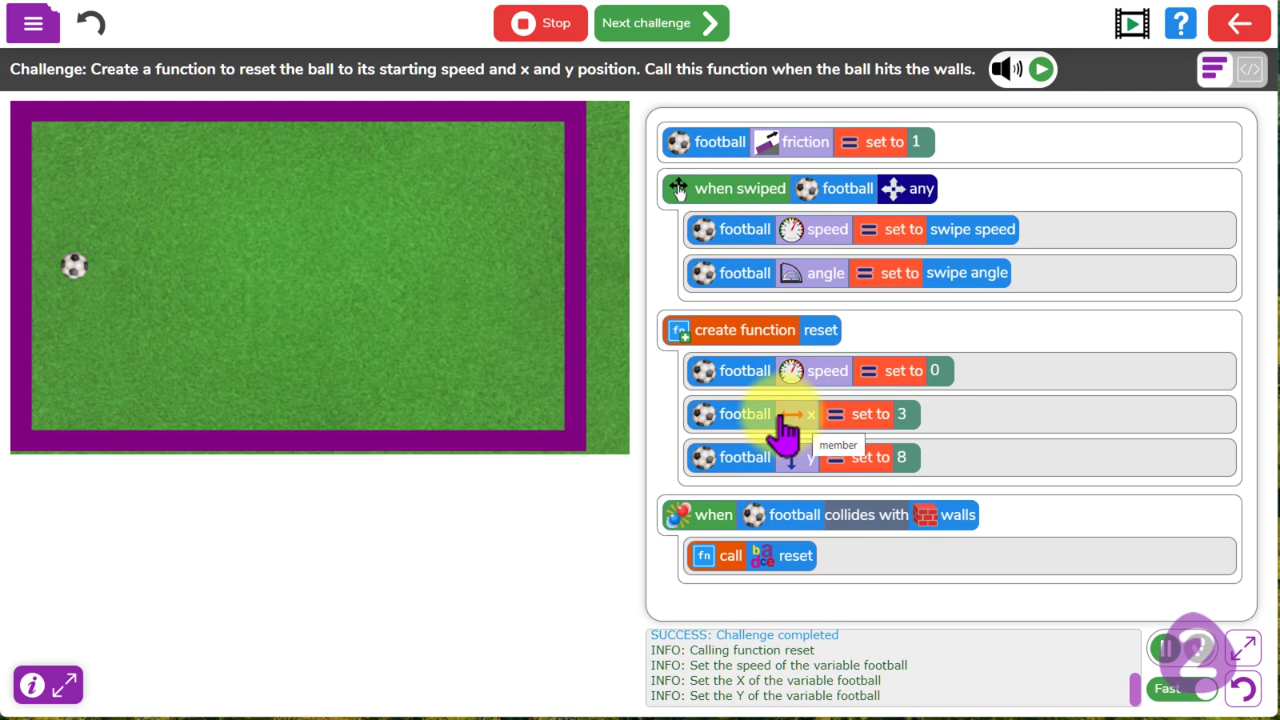 Stop
Next challenge
?
Challenge: Create a function to reset the ball to its starting speed and x and y position. Call this function when the ball hits the walls.
</>
football friction = set to 1
when swiped football any
football speed = set to swipe speed
football angle = set to swipe angle
fn create function reset
football speed = set to 0
football x = set to 3
member
football y = set to 8
when football collides with walls
fn call badce reset
SUCCESS: Challenge completed
INFO: Calling function reset
INFO: Set the speed of the variable football
INFO: Set the X of the variable football
INFO: Set the Y of the variable football
2
Fast
i